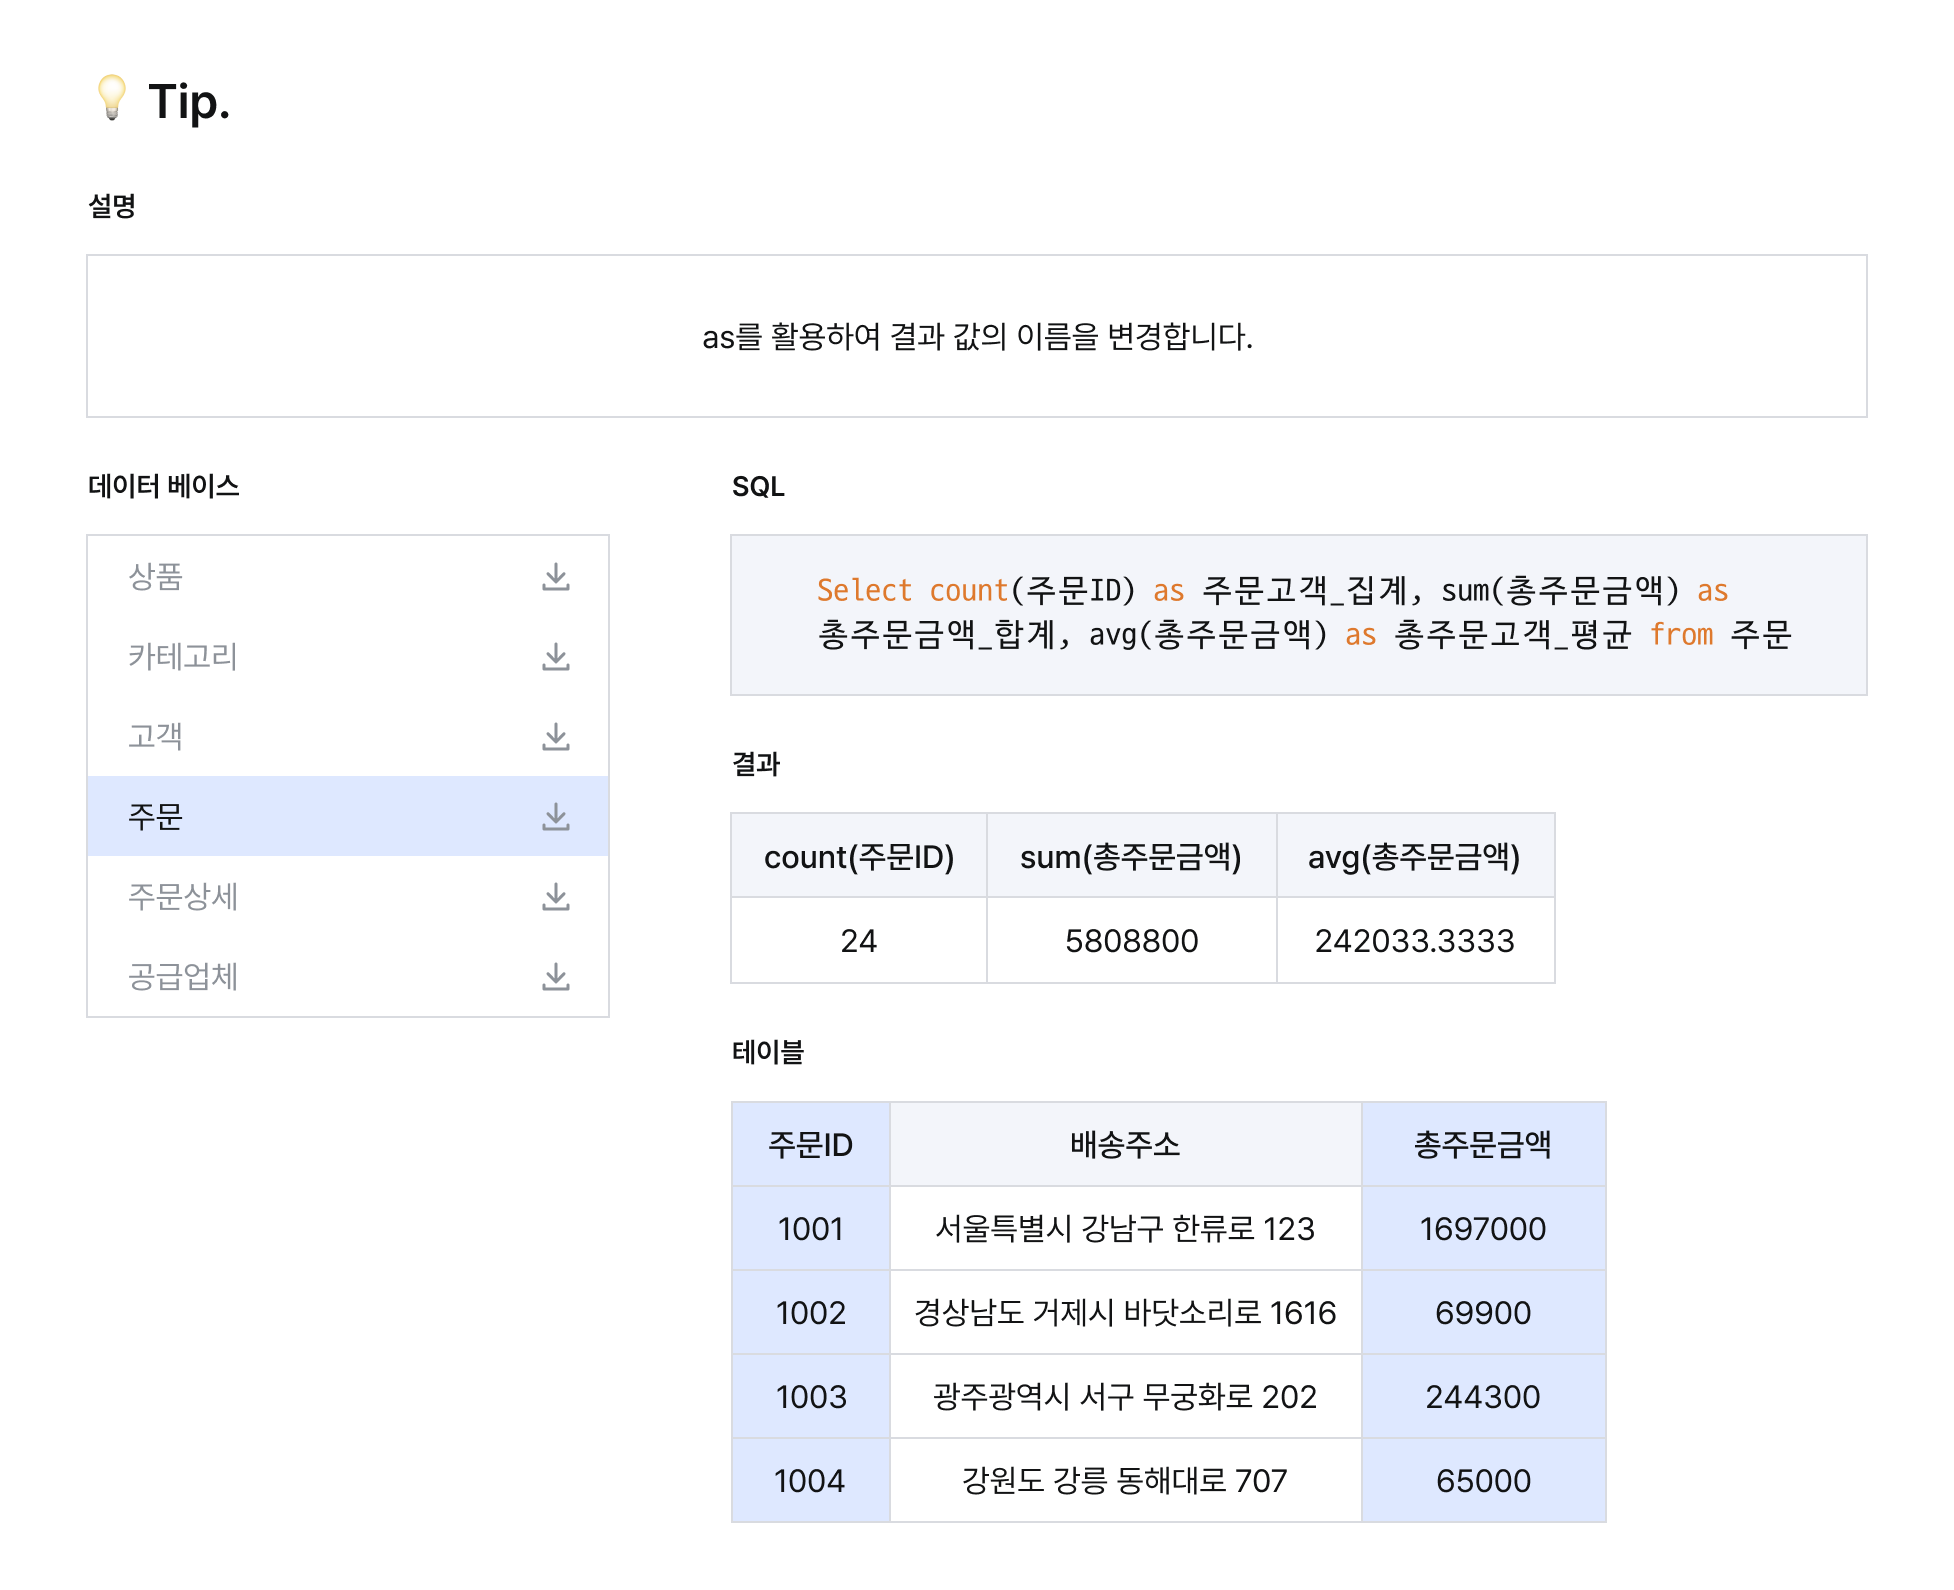 💡 Tip.
설명
as를 활용하여 결과 값의 이름을 변경합니다.
데이터 베이스
상품
카테고리
고객
주문
주문상세
공급업체
SQL
Select count(주문ID) as 주문고객_집계, sum(총주문금액) as
총주문금액_합계, avg(총주문금액) as 총주문고객_평균 from 주문
결과
count(주문ID) sum(총주문금액) avg(총주문금액)
24 5808800 242033.3333
테이블
주문ID 배송주소 총주문금액
1001 서울특별시 강남구 한류로 123 1697000
1002 경상남도 거제시 바닷소리로 1616 69900
1003 광주광역시 서구 무궁화로 202 244300
1004 강원도 강릉 동해대로 707 65000